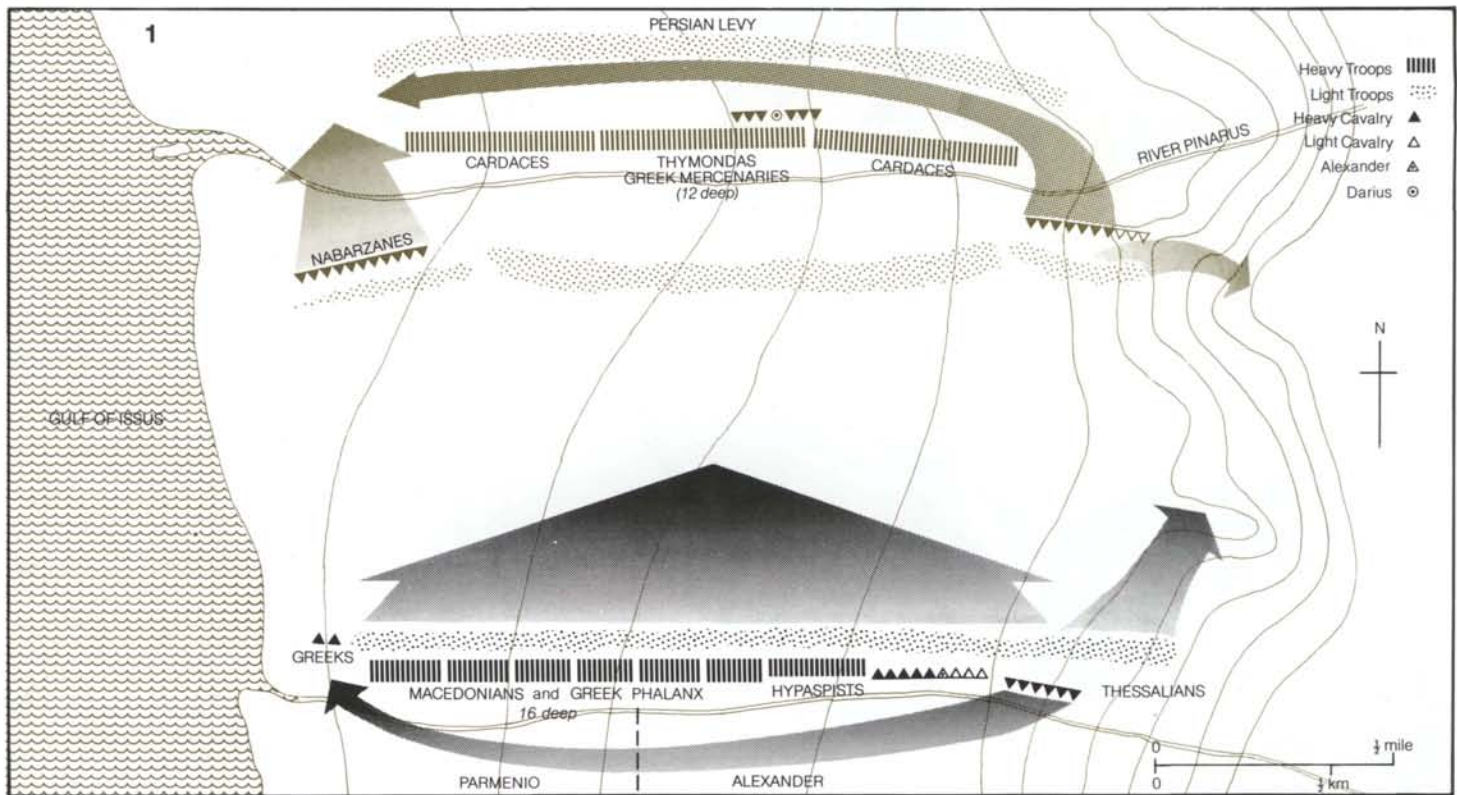 1
PERSIAN LEVY
Heavy Troops
Light Troops
Heavy Cavalry
Light Cavalry
Alexander
Darius
RIVER PINARUS
CARDACES
THYMONDAS
GREEK MERCENARIES
(12 deep)
CARDACES
NABARZANES
N
GULF OF ISSUS
GREEKS
MACEDONIANS and GREEK PHALANX
16 deep
HYPASPISTS
THESSALIANS
PARMENIO
ALEXANDER
0 ½ mile
0 ½ km